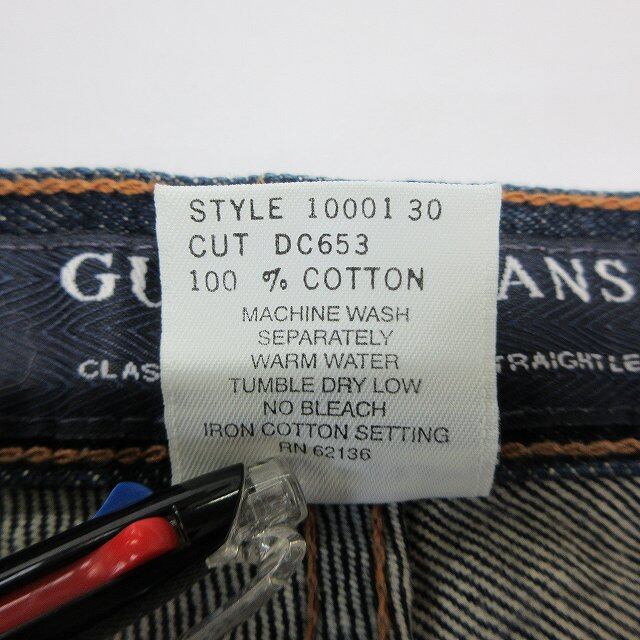 STYLE 10001 30
CUT DC653
100 % COTTON
MACHINE WASH
SEPARATELY
WARM WATER
TUMBLE DRY LOW
NO BLEACH
IRON COTTON SETTING
RN 62136